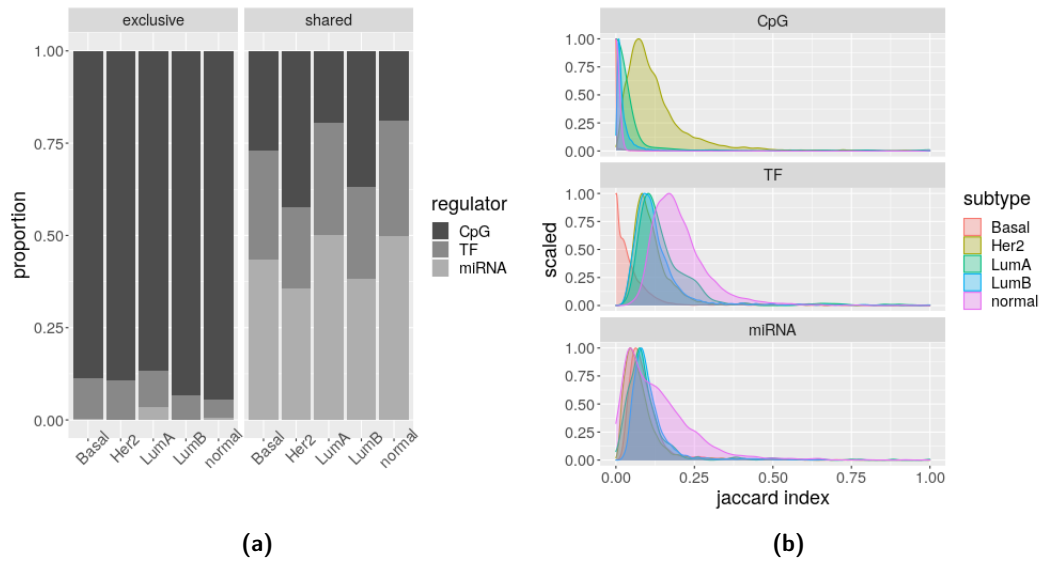 exclusive shared
1.00
0.75
0.50
0.25
0.00
proportion
Basal Her2 LumA LumB normal Basal Her2 LumA LumB normal
regulator
CpG
TF
miRNA
(a)
CpG
1.00
0.75
0.50
0.25
0.00
TF
1.00
0.75
0.50
0.25
0.00
miRNA
1.00
0.75
0.50
0.25
0.00
scaled
0.00 0.25 0.50 0.75 1.00
jaccard index
subtype
Basal
Her2
LumA
LumB
normal
(b)